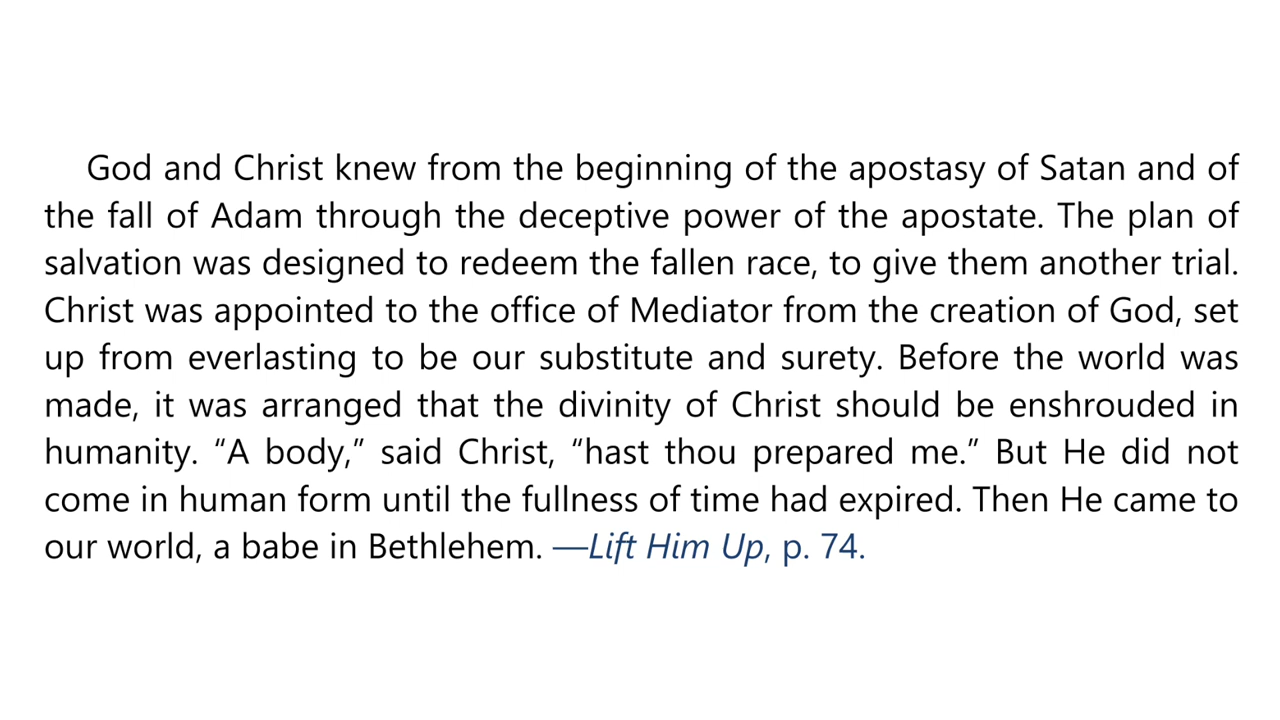 God and Christ knew from the beginning of the apostasy of Satan and of
the fall of Adam through the deceptive power of the apostate. The plan of
salvation was designed to redeem the fallen race, to give them another trial.
Christ was appointed to the office of Mediator from the creation of God, set
up from everlasting to be our substitute and surety. Before the world was
made, it was arranged that the divinity of Christ should be enshrouded in
humanity. “A body,” said Christ, “hast thou prepared me.” But He did not
come in human form until the fullness of time had expired. Then He came to
our world, a babe in Bethlehem. —Lift Him Up, p. 74.